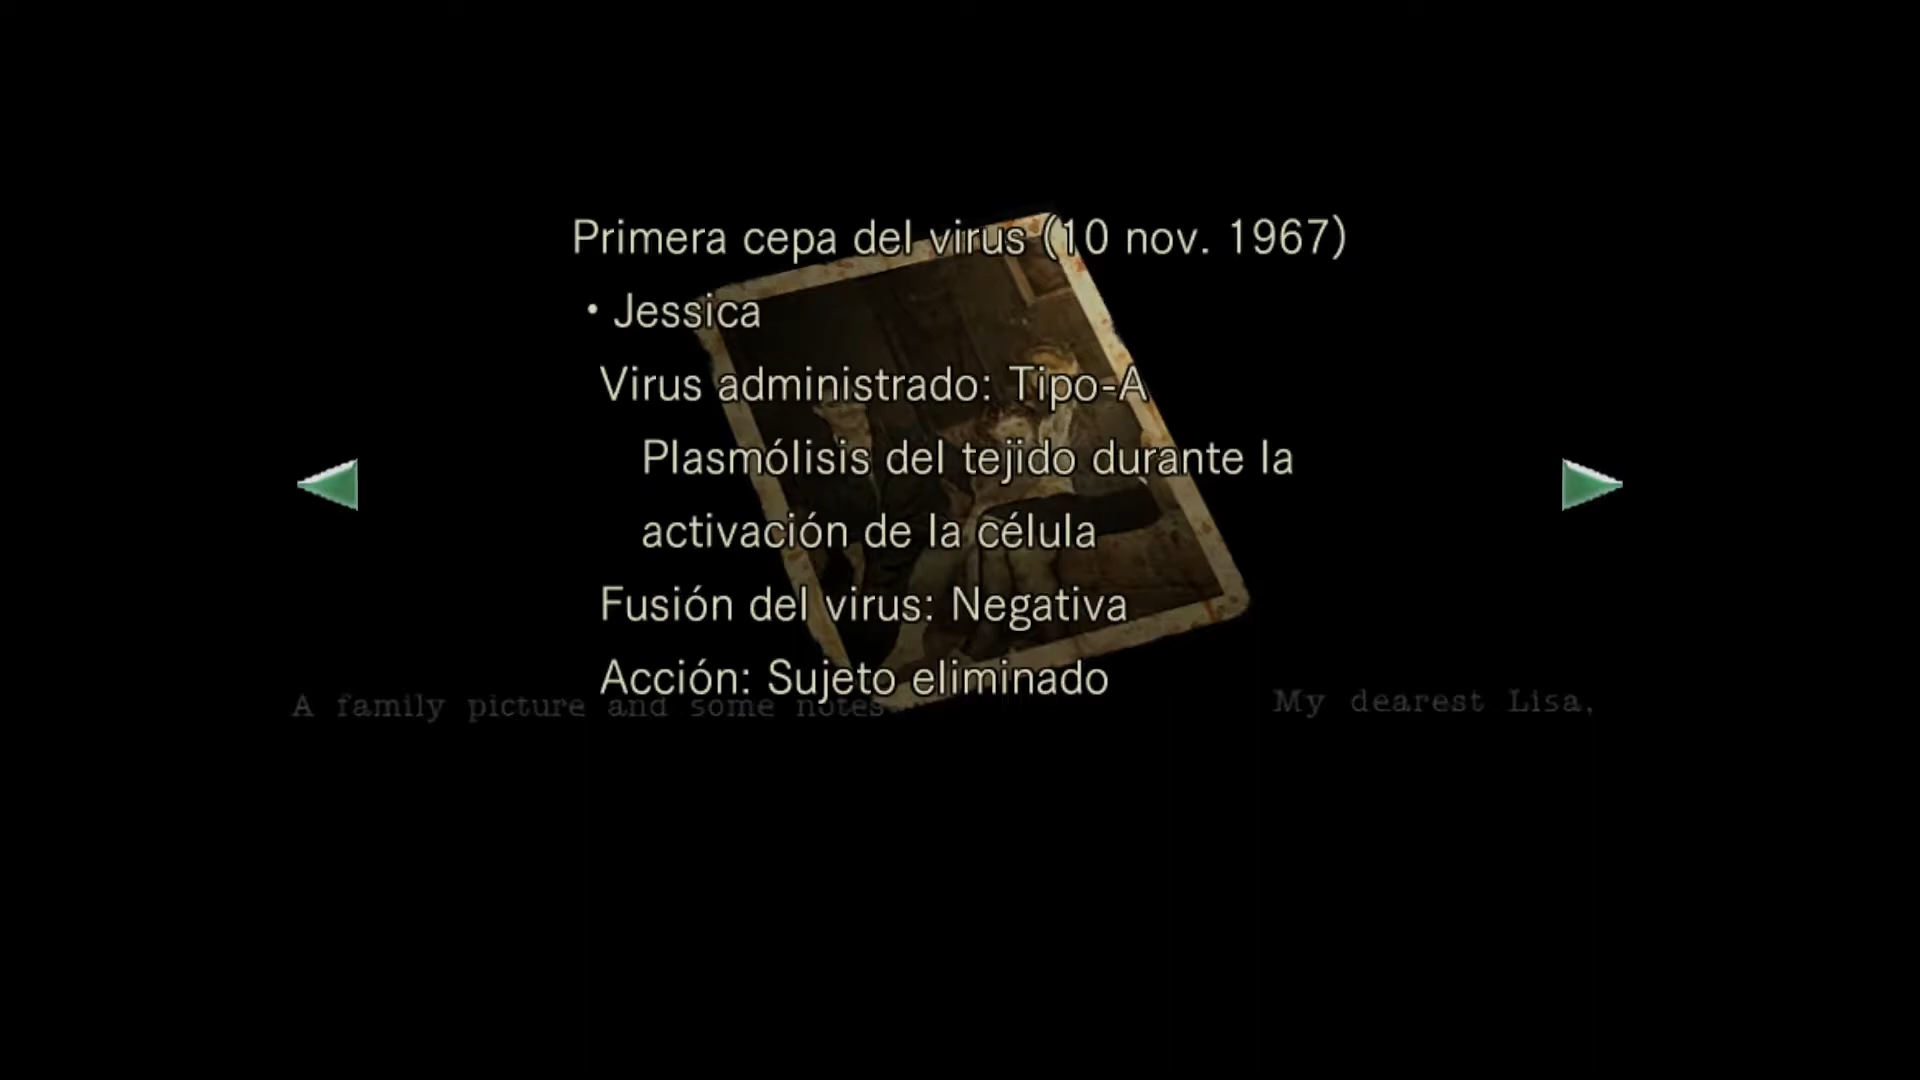 Primera cepa del virus (10 nov. 1967)
• Jessica
Virus administrado: Tipo-A
Plasmólisis del tejido durante la
activación de la célula
Fusión del virus: Negativa
Acción: Sujeto eliminado
A family picture and some notes
My dearest Lisa,